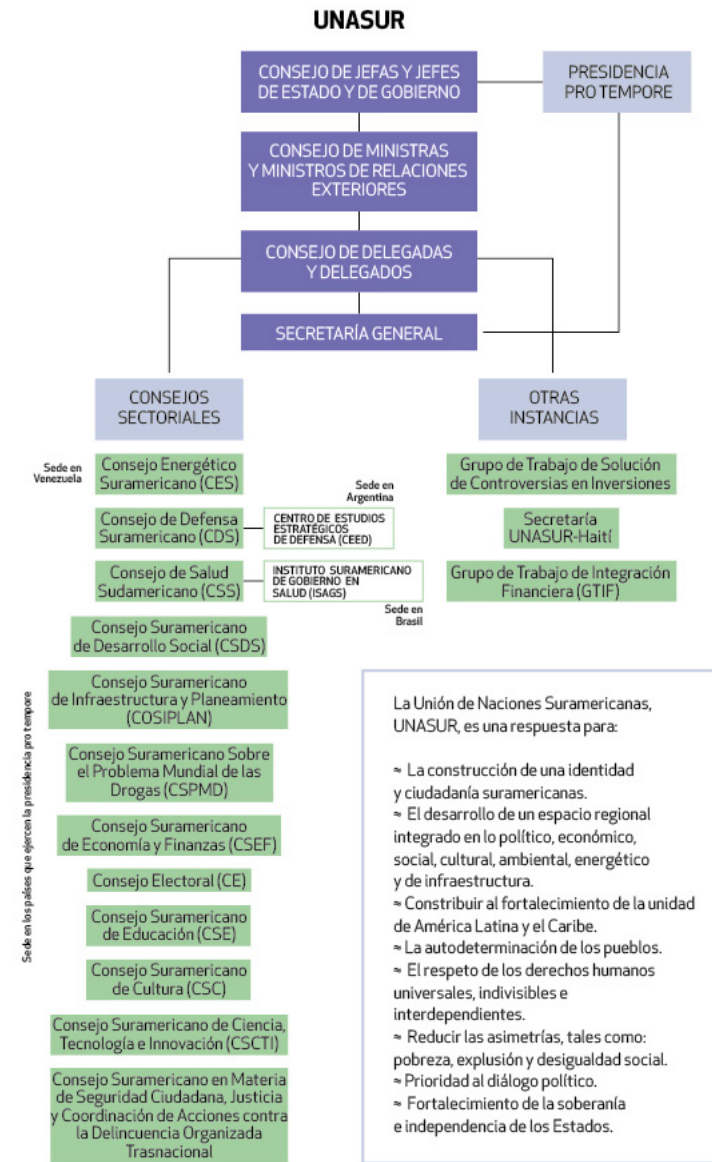 UNASUR
CONSEJO DE JEFAS Y JEFES
DE ESTADO Y DE GOBIERNO
PRESIDENCIA
PRO TEMPORE
CONSEJO DE MINISTRAS
Y MINISTROS DE RELACIONES
EXTERIORES
CONSEJO DE DELEGADAS
Y DELEGADOS
SECRETARÍA GENERAL
CONSEJOS
SECTORIALES
Sede en
Venezuela
Consejo Energético
Suramericano (CES)
Consejo de Defensa
Suramericano (CDS)
Sede en
Argentina
CENTRO DE ESTUDIOS
ESTRATÉGICOS
DE DEFENSA (CEED)
Consejo de Salud
Sudamericano (CSS)
INSTITUTO SURAMERICANO
DE GOBIERNO EN
SALUD (ISAGS)
Sede en
Brasil
Sede en los países que ejercen la presidencia pro tempore
Consejo Suramericano
de Desarrollo Social (CSDS)
Consejo Suramericano
de Infraestructura y Planeamiento
(COSIPLAN)
Consejo Suramericano Sobre
el Problema Mundial de las
Drogas (CSPMD)
Consejo Suramericano
de Economía y Finanzas (CSEF)
Consejo Electoral (CE)
Consejo Suramericano
de Educación (CSE)
Consejo Suramericano
de Cultura (CSC)
Consejo Suramericano de Ciencia,
Tecnología e Innovación (CSCTI)
Consejo Suramericano en Materia
de Seguridad Ciudadana, Justicia
y Coordinación de Acciones contra
la Delincuencia Organizada
Trasnacional
OTRAS
INSTANCIAS
Grupo de Trabajo de Solución
de Controversias en Inversiones
Secretaría
UNASUR-Haití
Grupo de Trabajo de Integración
Financiera (GTIF)
La Unión de Naciones Suramericanas,
UNASUR, es una respuesta para:
≈ La construcción de una identidad
y ciudadanía suramericanas.
≈ El desarrollo de un espacio regional
integrado en lo político, económico,
social, cultural, ambiental, energético
y de infraestructura.
≈ Constribuir al fortalecimiento de la unidad
de América Latina y el Caribe.
≈ La autodeterminación de los pueblos.
≈ El respeto de los derechos humanos
universales, indivisibles e
interdependientes.
≈ Reducir las asimetrías, tales como:
pobreza, explusión y desigualdad social.
≈ Prioridad al diálogo político.
≈ Fortalecimiento de la soberanía
e independencia de los Estados.